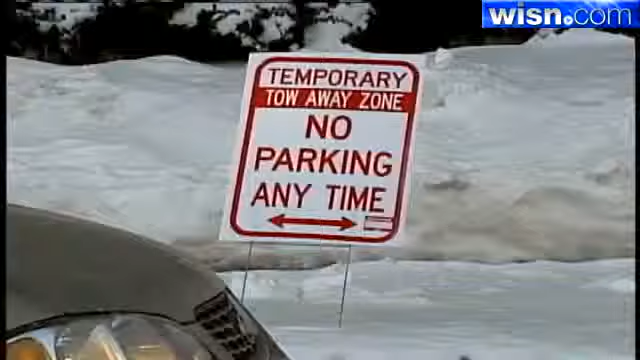 wisn.com
TEMPORARY
TOW AWAY ZONE
NO
PARKING
ANY TIME